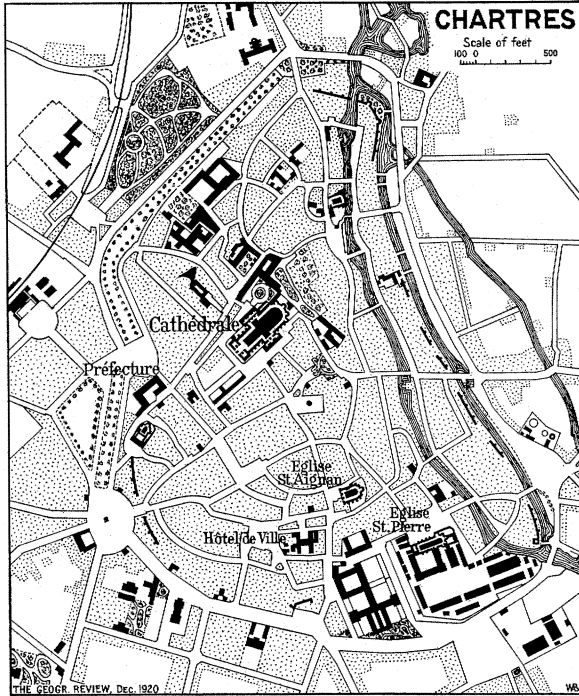 CHARTRES
Scale of feet
100 0 500
Cathédrale
Préfecture
Eglise
St. Aignan
Eglise
St. Pierre
Hôtel de Ville
THE GEOGR. REVIEW, DEC. 1920